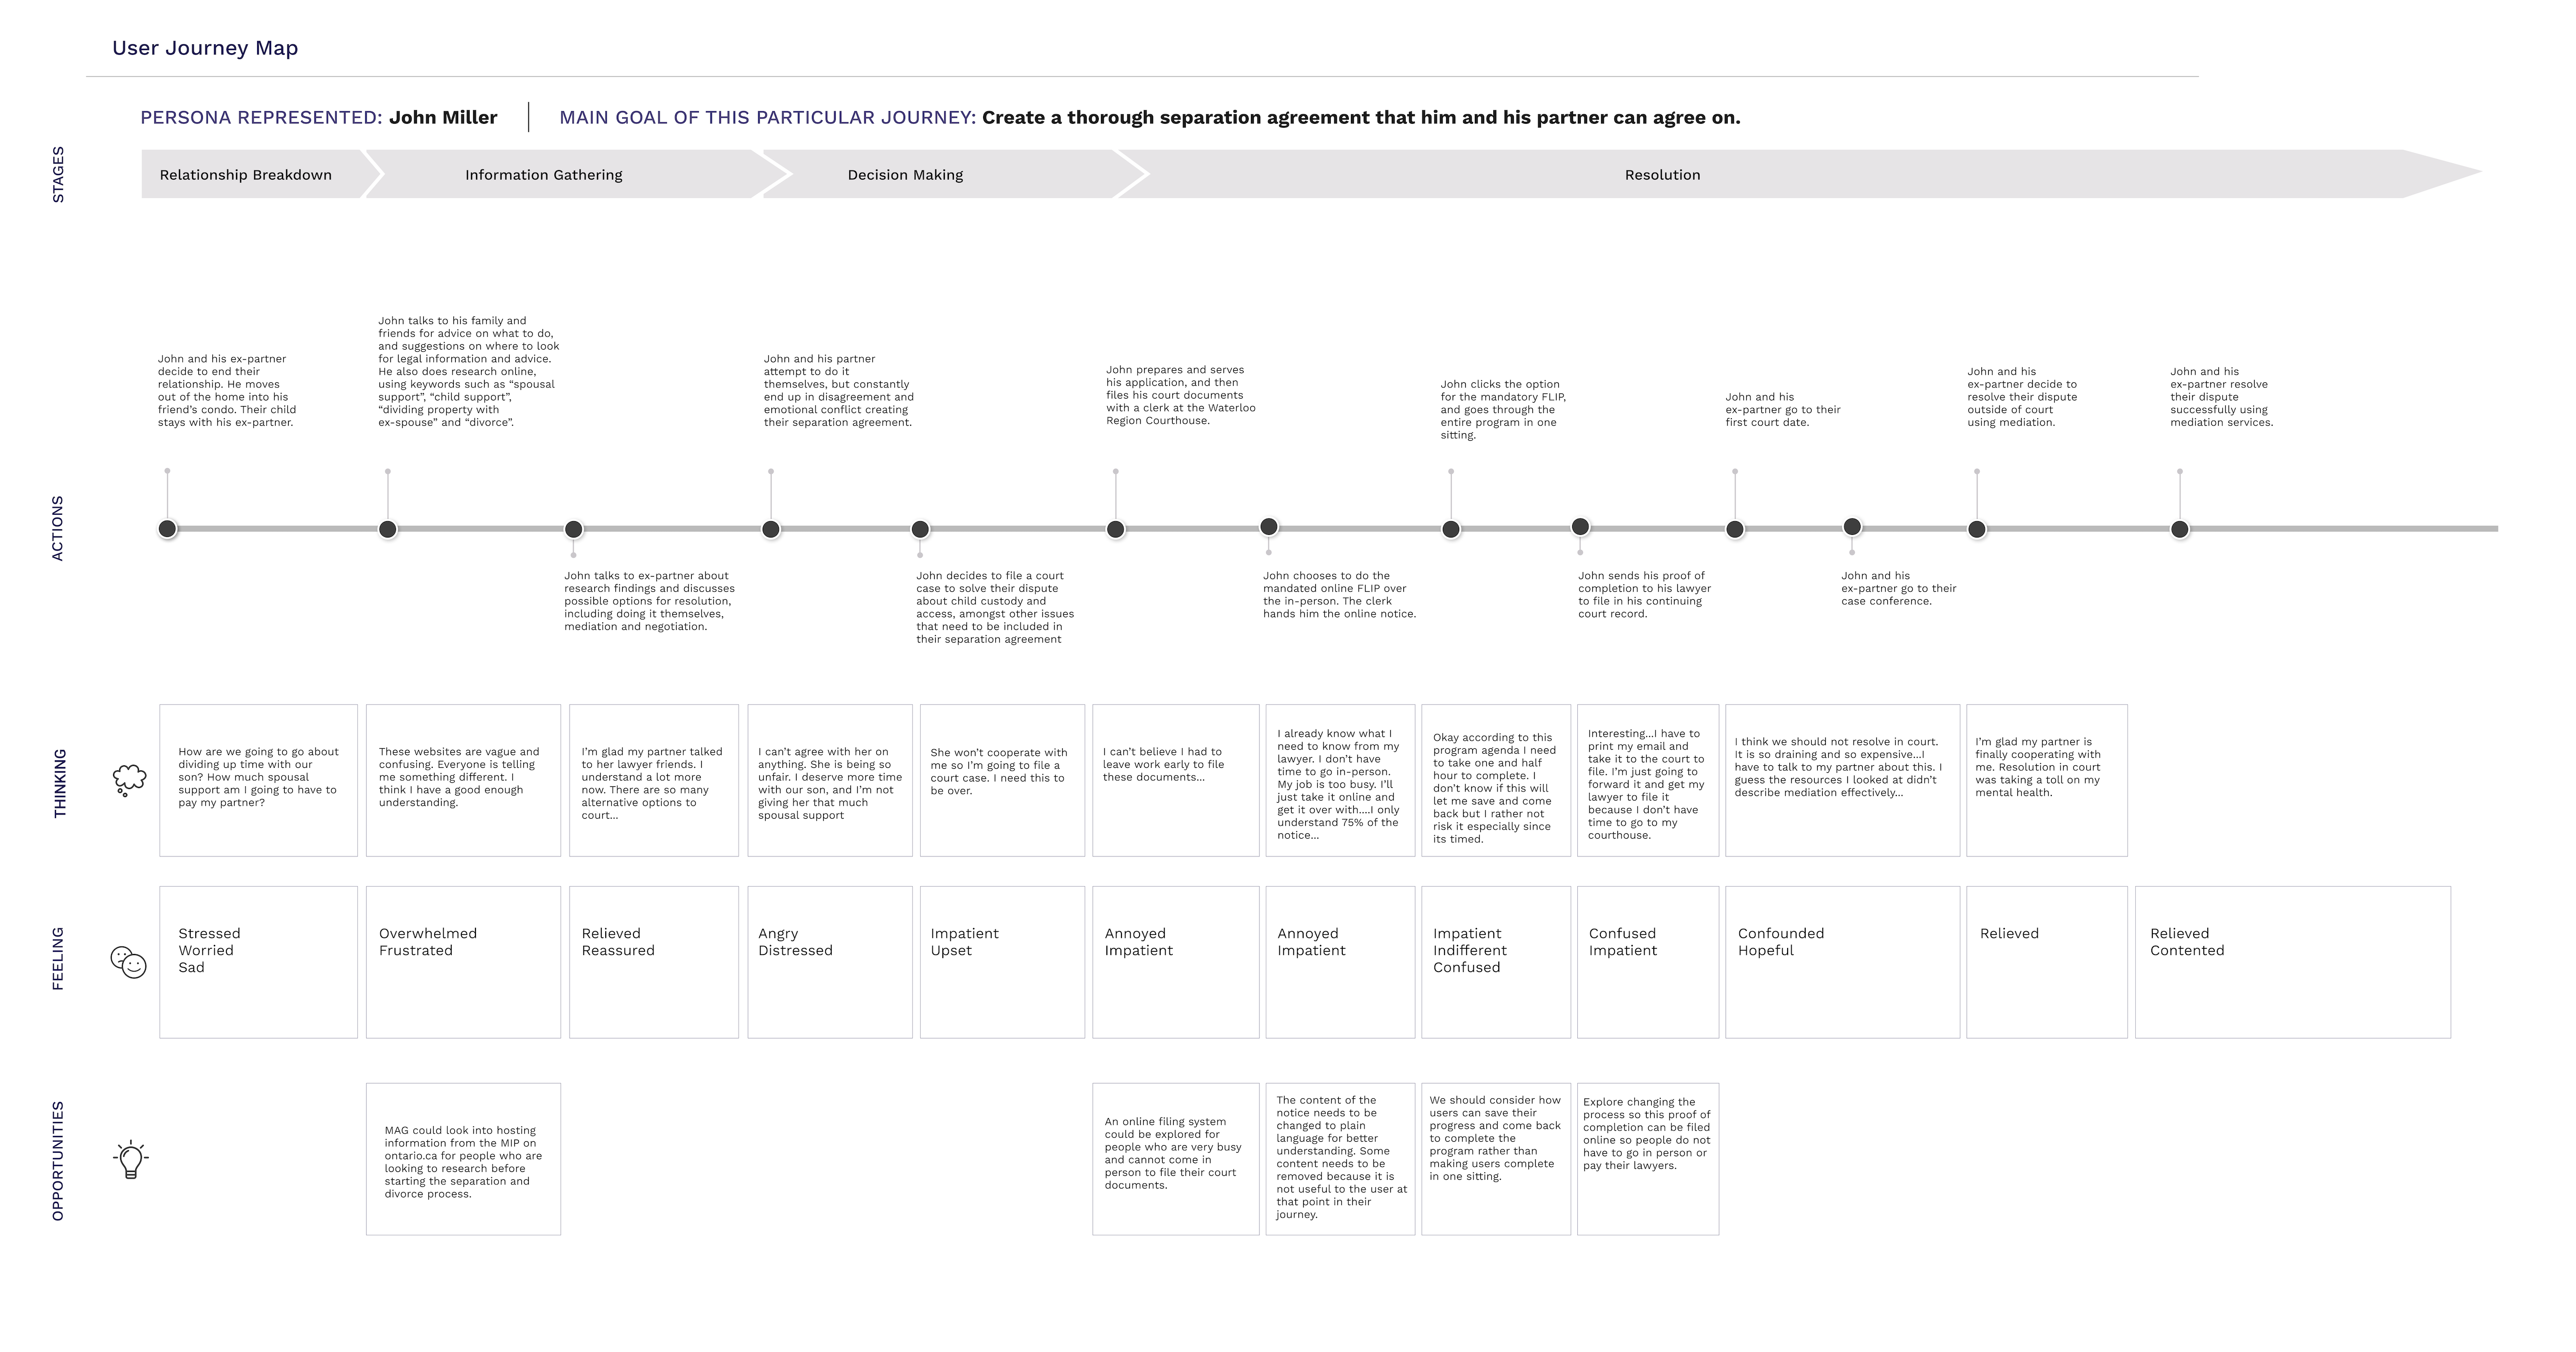 User Journey Map
PERSONA REPRESENTED: John Miller
MAIN GOAL OF THIS PARTICULAR JOURNEY: Create a thorough separation agreement that him and his partner can agree on.
STAGES
Relationship Breakdown
Information Gathering
Decision Making
Resolution
ACTIONS
John and his ex-partner
decide to end their
relationship. He moves
out of the home into his
friend’s condo. Their child
stays with his ex-partner.
John talks to his family and
friends for advice on what to do,
and suggestions on where to look
for legal information and advice.
He also does research online,
using keywords such as “spousal
support”, “child support”,
“dividing property with
ex-spouse” and “divorce”.
John talks to ex-partner about
research findings and discusses
possible options for resolution,
including doing it themselves,
mediation and negotiation.
John and his partner
attempt to do it
themselves, but constantly
end up in disagreement and
emotional conflict creating
their separation agreement.
John decides to file a court
case to solve their dispute
about child custody and
access, amongst other issues
that need to be included in
their separation agreement
John prepares and serves
his application, and then
files his court documents
with a clerk at the Waterloo
Region Courthouse.
John chooses to do the
mandated online FLIP over
the in-person. The clerk
hands him the online notice.
John clicks the option
for the mandatory FLIP,
and goes through the
entire program in one
sitting.
John sends his proof of
completion to his lawyer
to file in his continuing
court record.
John and his
ex-partner go to their
first court date.
John and his
ex-partner go to their
case conference.
John and his
ex-partner decide to
resolve their dispute
outside of court
using mediation.
John and his
ex-partner resolve
their dispute
successfully using
mediation services.
THINKING
How are we going to go about
dividing up time with our
son? How much spousal
support am I going to have to
pay my partner?
These websites are vague and
confusing. Everyone is telling
me something different. I
think I have a good enough
understanding.
I’m glad my partner talked
to her lawyer friends. I
understand a lot more
now. There are so many
alternative options to
court...
I can’t agree with her on
anything. She is being so
unfair. I deserve more time
with our son, and I’m not
giving her that much
spousal support
She won’t cooperate with
me so I’m going to file a
court case. I need this to
be over.
I can’t believe I had to
leave work early to file
these documents...
I already know what I
need to know from my
lawyer. I don’t have
time to go in-person.
My job is too busy. I’ll
just take it online and
get it over with....I only
understand 75% of the
notice...
Okay according to this
program agenda I need
to take one and half
hour to complete. I
don’t know if this will
let me save and come
back but I rather not
risk it especially since
its timed.
Interesting...I have to
print my email and
take it to the court to
file. I’m just going to
forward it and get my
lawyer to file it
because I don’t have
time to go to my
courthouse.
I think we should not resolve in court.
It is so draining and so expensive...I
have to talk to my partner about this. I
guess the resources I looked at didn’t
describe mediation effectively...
I’m glad my partner is
finally cooperating with
me. Resolution in court
was taking a toll on my
mental health.
FEELING
Stressed
Worried
Sad
Overwhelmed
Frustrated
Relieved
Reassured
Angry
Distressed
Impatient
Upset
Annoyed
Impatient
Annoyed
Impatient
Impatient
Indifferent
Confused
Confused
Impatient
Confounded
Hopeful
Relieved
Relieved
Contented
OPPORTUNITIES
MAG could look into hosting
information from the MIP on
ontario.ca for people who are
looking to research before
starting the separation and
divorce process.
An online filing system
could be explored for
people who are very busy
and cannot come in
person to file their court
documents.
The content of the
notice needs to be
changed to plain
language for better
understanding. Some
content needs to be
removed because it is
not useful to the user at
that point in their
journey.
We should consider how
users can save their
progress and come back
to complete the
program rather than
making users complete
in one sitting.
Explore changing the
process so this proof of
completion can be filed
online so people do not
have to go in person or
pay their lawyers.